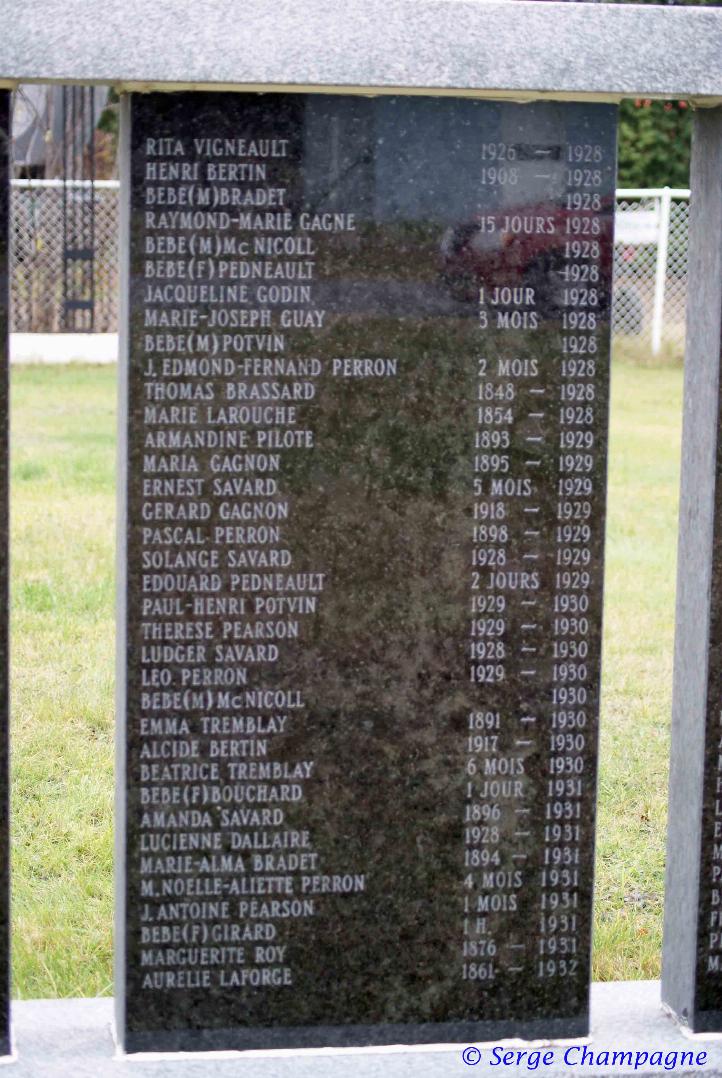 RITA VIGNEAULT 1926 — 1928
HENRI BERTIN 1908 — 1928
BEBE(M)BRADET 1928
RAYMOND-MARIE GAGNE 15 JOURS 1928
BEBE(M)McNICOLL 1928
BEBE(F)PEDNEAULT 1928
JACQUELINE GODIN 1 JOUR 1928
MARIE-JOSEPH GUAY 3 MOIS 1928
BEBE(M)POTVIN 1928
J.EDMOND-FERNAND PERRON 2 MOIS 1928
THOMAS BRASSARD 1848 — 1928
MARIE LAROUCHE 1854 — 1928
ARMANDINE PILOTE 1893 — 1929
MARIA GAGNON 1895 — 1929
ERNEST SAVARD 5 MOIS 1929
GERARD GAGNON 1918 — 1929
PASCAL PERRON 1898 — 1929
SOLANGE SAVARD 1928 — 1929
EDOUARD PEDNEAULT 2 JOURS 1929
PAUL-HENRI POTVIN 1929 — 1930
THERESE PEARSON 1929 — 1930
LUDGER SAVARD 1928 — 1930
LEO PERRON 1929 — 1930
BEBE(M)McNICOLL 1930
EMMA TREMBLAY 1891 — 1930
ALCIDE BERTIN 1917 — 1930
BEATRICE TREMBLAY 6 MOIS 1930
BEBE(F)BOUCHARD 1 JOUR 1931
AMANDA SAVARD 1896 — 1931
LUCIENNE DALLAIRE 1928 — 1931
MARIE-ALMA BRADET 1894 — 1931
M.NOELLE-ALIETTE PERRON 4 MOIS 1931
J.ANTOINE PEARSON 1 MOIS 1931
BEBE(F)GIRARD 1 H. 1931
MARGUERITE ROY 1876 — 1931
AURELIE LAFORGE 1861 — 1932
© Serge Champagne